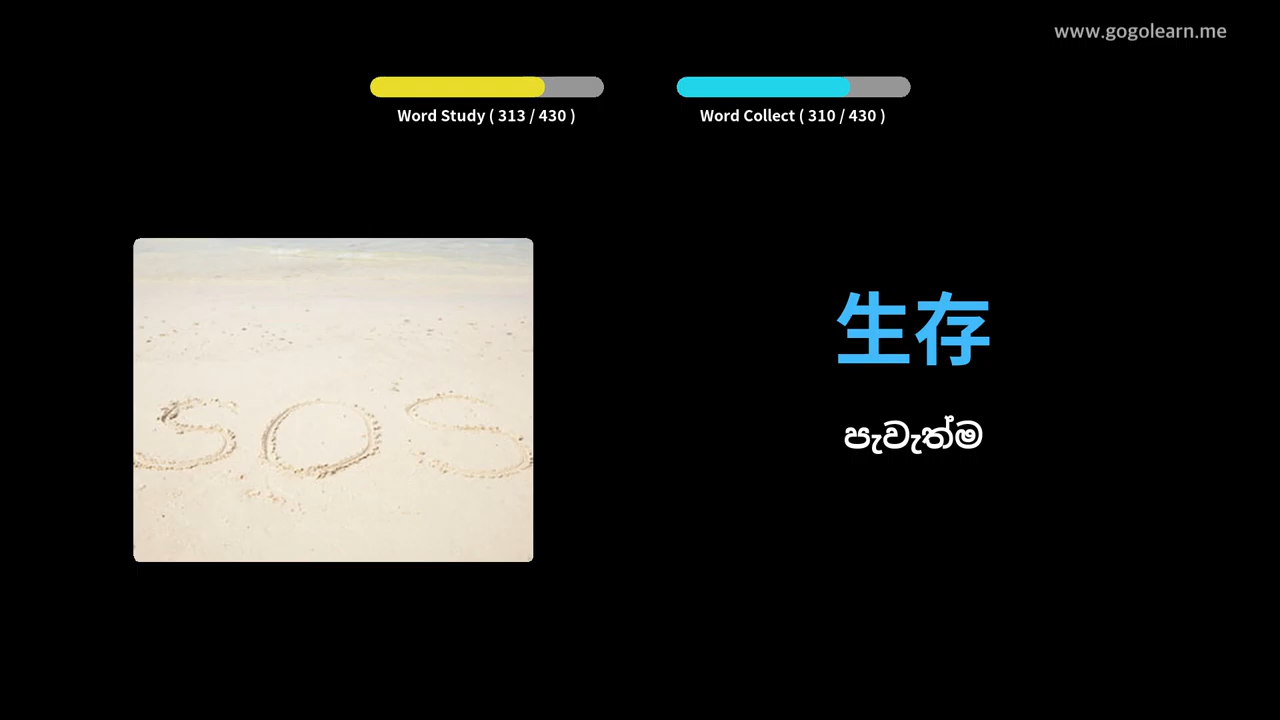 www.gogolearn.me
Word Study ( 313 / 430 )
Word Collect ( 310 / 430 )
SOS
生存
පැවැත්ම